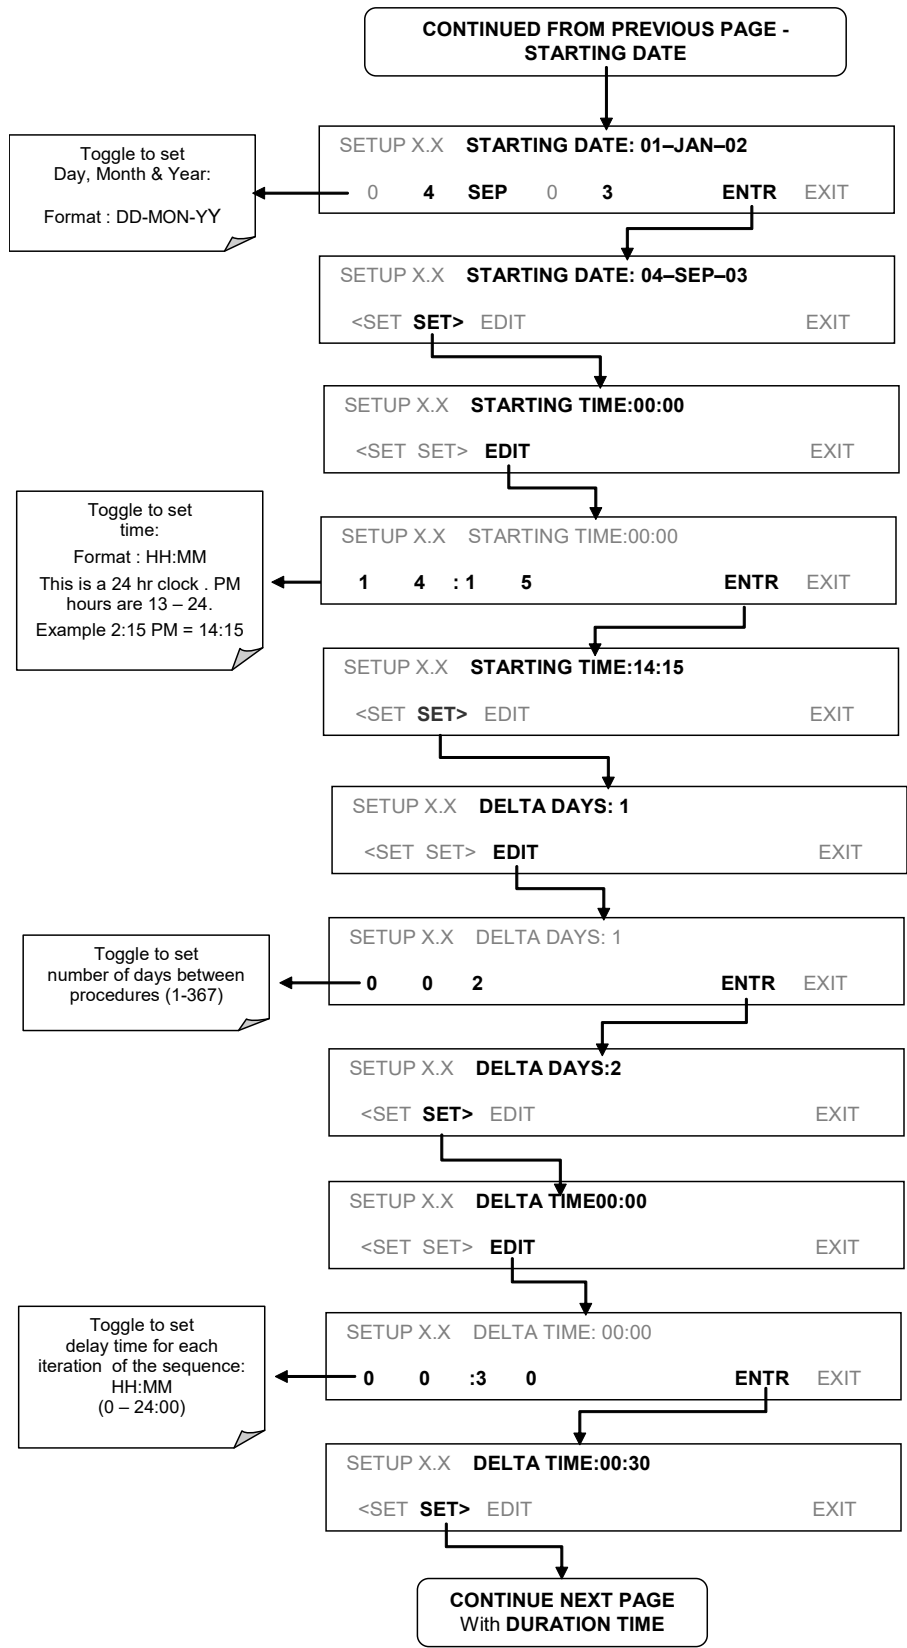 CONTINUED FROM PREVIOUS PAGE -
STARTING DATE
Toggle to set
Day, Month & Year:
Format : DD-MON-YY
SETUP X.X STARTING DATE: 01–JAN–02
0 4 SEP 0 3 ENTR EXIT
SETUP X.X STARTING DATE: 04–SEP–03
<SET SET> EDIT EXIT
SETUP X.X STARTING TIME:00:00
<SET SET> EDIT EXIT
Toggle to set
time:
Format : HH:MM
This is a 24 hr clock . PM
hours are 13 – 24.
Example 2:15 PM = 14:15
SETUP X.X STARTING TIME:00:00
1 4 :1 5 ENTR EXIT
SETUP X.X STARTING TIME:14:15
<SET SET> EDIT EXIT
SETUP X.X DELTA DAYS: 1
<SET SET> EDIT EXIT
Toggle to set
number of days between
procedures (1-367)
SETUP X.X DELTA DAYS: 1
0 0 2 ENTR EXIT
SETUP X.X DELTA DAYS:2
<SET SET> EDIT EXIT
SETUP X.X DELTA TIME00:00
<SET SET> EDIT EXIT
Toggle to set
delay time for each
iteration of the sequence:
HH:MM
(0 – 24:00)
SETUP X.X DELTA TIME: 00:00
0 0 :3 0 ENTR EXIT
SETUP X.X DELTA TIME:00:30
<SET SET> EDIT EXIT
CONTINUE NEXT PAGE
With DURATION TIME